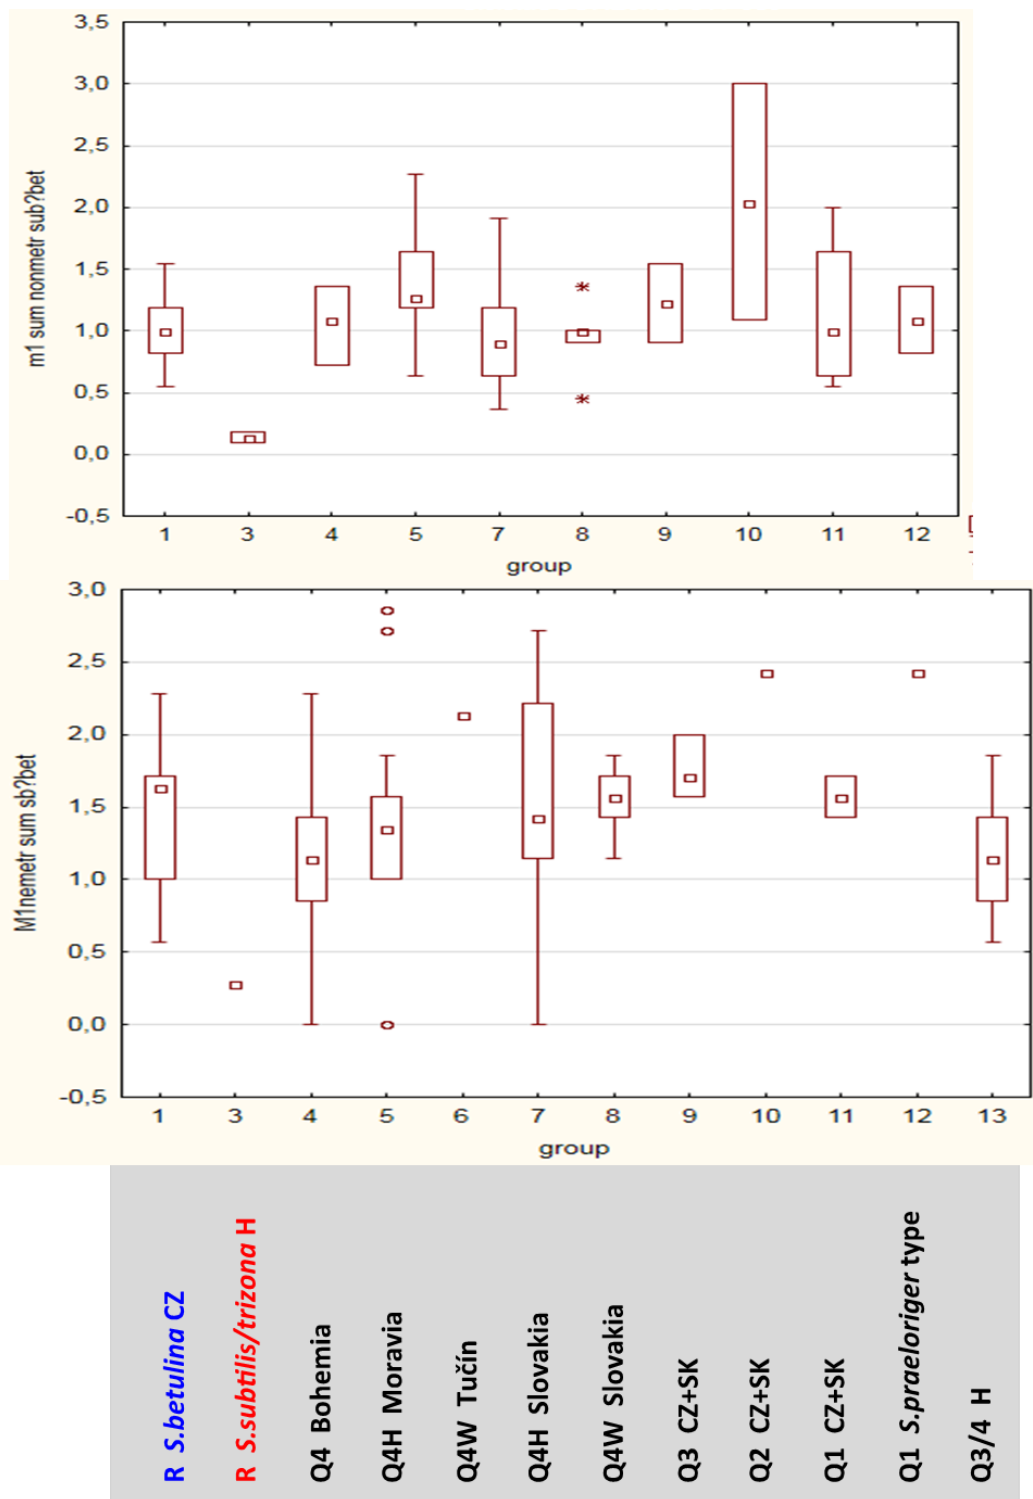 3,5
3,0
2,5
2,0
1,5
1,0
0,5
0,0
-0,5
m1 sum nonmetr sub?bet
1 3 4 5 7 8 9 10 11 12
group
3,0
2,5
2,0
1,5
1,0
0,5
0,0
-0,5
M1nemetr sum sb?bet
1 3 4 5 6 7 8 9 10 11 12 13
group
R S.betulina CZ
R S.subtilis/trizona H
Q4 Bohemia
Q4H Moravia
Q4W Tučín
Q4H Slovakia
Q4W Slovakia
Q3 CZ+SK
Q2 CZ+SK
Q1 CZ+SK
Q1 S.praeloriger type
Q3/4 H